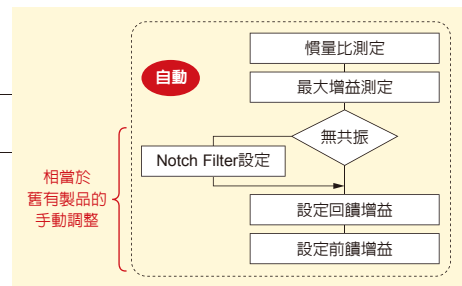 慣量比測定
自動
最大增益測定
無共振
Notch Filter設定
相當於
舊有製品的
手動調整
設定回饋增益
設定前饋增益